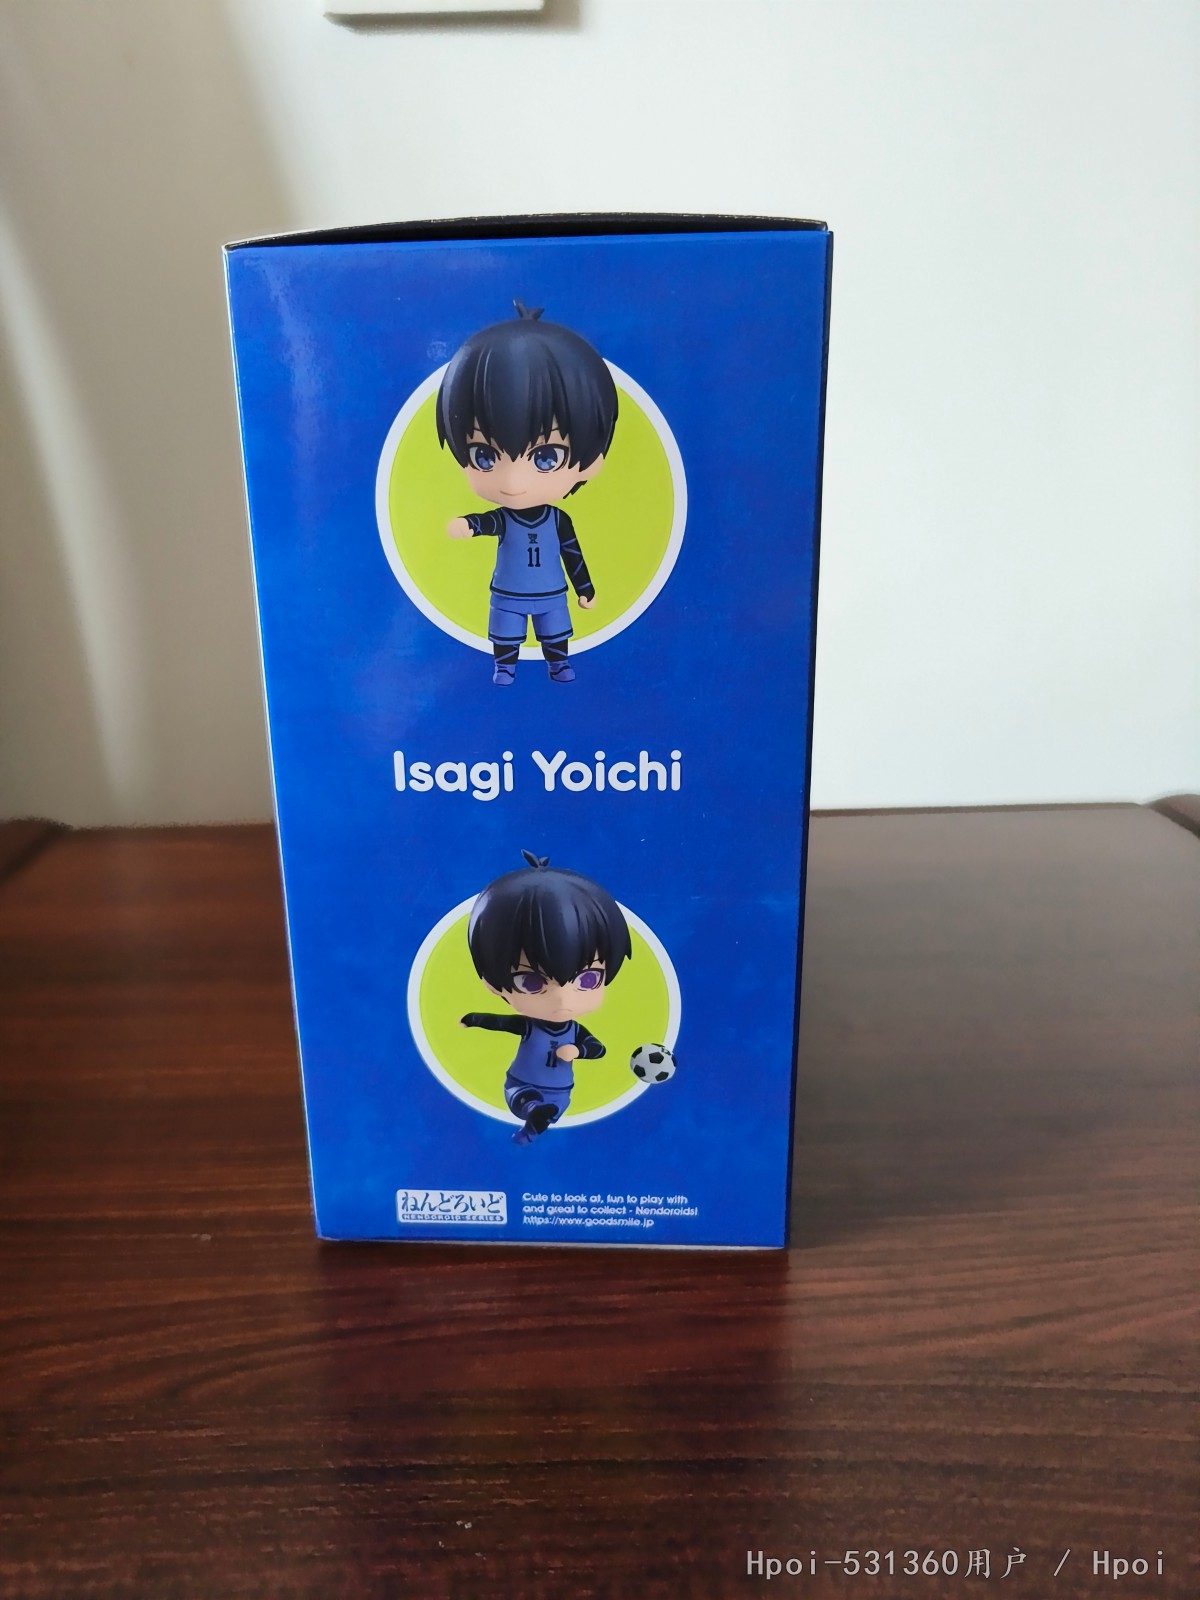 11
Isagi Yoichi
11
ねんどろいど
NENDOROID SERIES
Cute to look at, fun to play with
and great to collect - Nendoroids!
https://www.goodsmile.jp
Hpoi-531360用户 / Hpoi